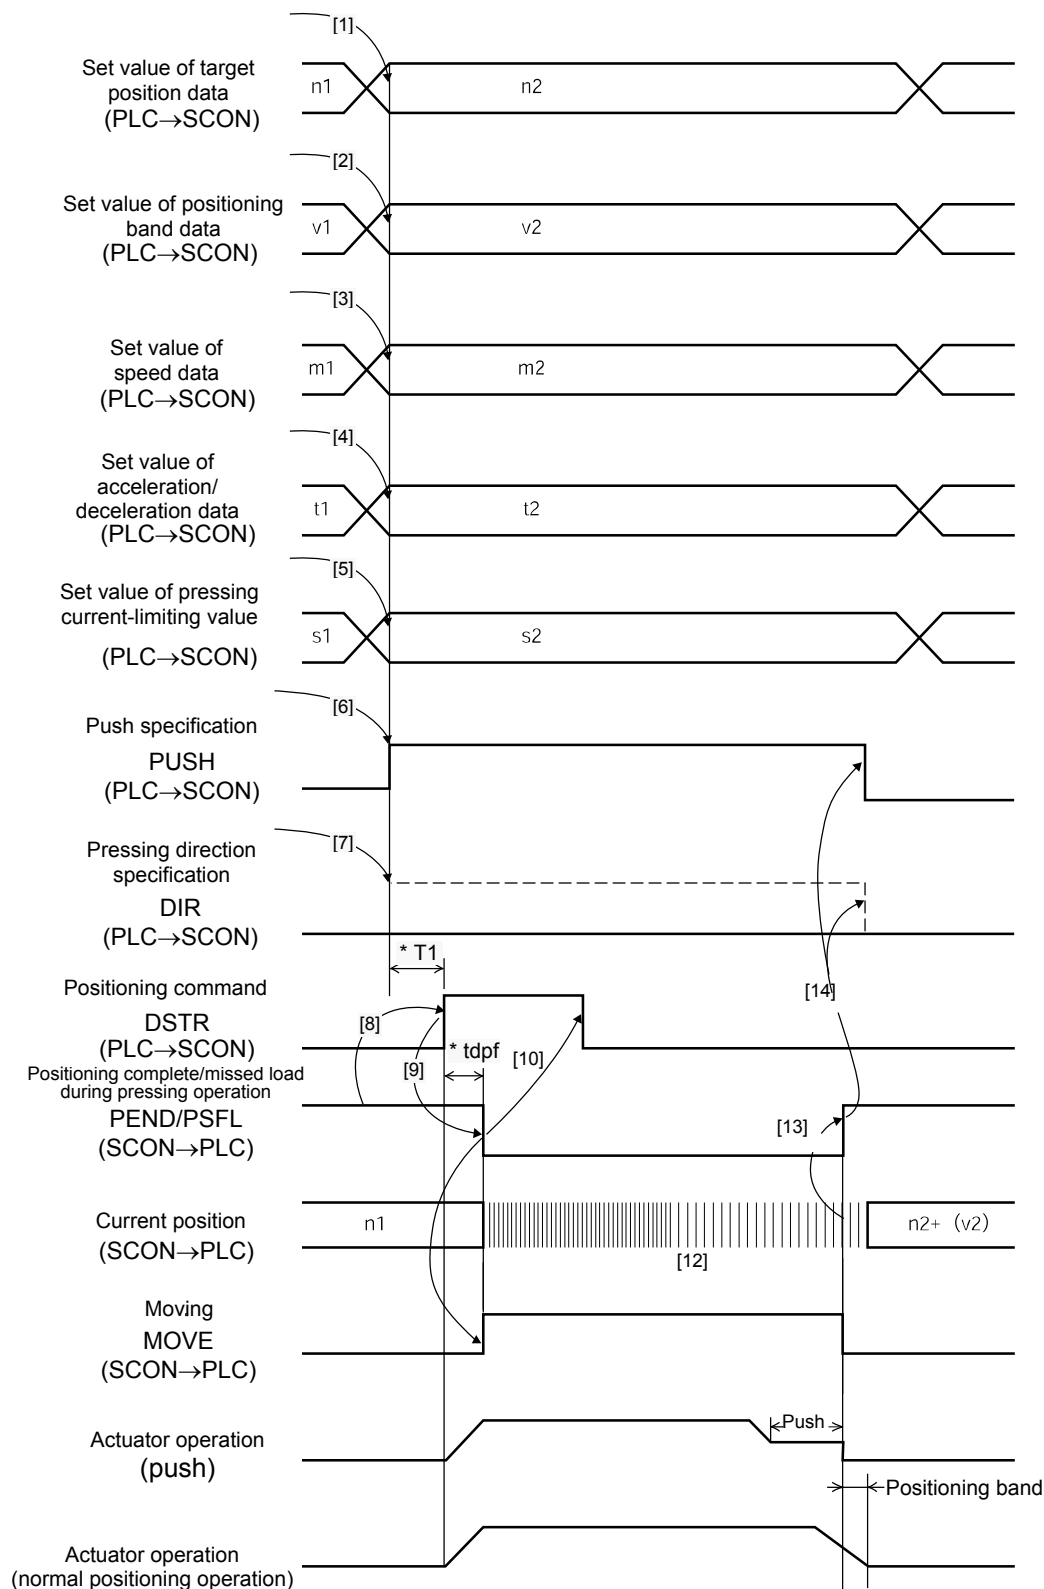 [1]
Set value of target
position data
(PLC→SCON)
n1
n2
[2]
Set value of positioning
band data
(PLC→SCON)
v1
v2
[3]
Set value of
speed data
(PLC→SCON)
m1
m2
[4]
Set value of
acceleration/
deceleration data
(PLC→SCON)
t1
t2
[5]
Set value of pressing
current-limiting value
(PLC→SCON)
s1
s2
[6]
Push specification
PUSH
(PLC→SCON)
[7]
Pressing direction
specification
DIR
(PLC→SCON)
* T1
Positioning command
DSTR
(PLC→SCON)
[8]
[14]
* tdpf
[9]
[10]
Positioning complete/missed load
during pressing operation
PEND/PSFL
(SCON→PLC)
[13]
Current position
(SCON→PLC)
n1
[12]
n2+ (v2)
Moving
MOVE
(SCON→PLC)
Actuator operation
(push)
Push
Positioning band
Actuator operation
(normal positioning operation)